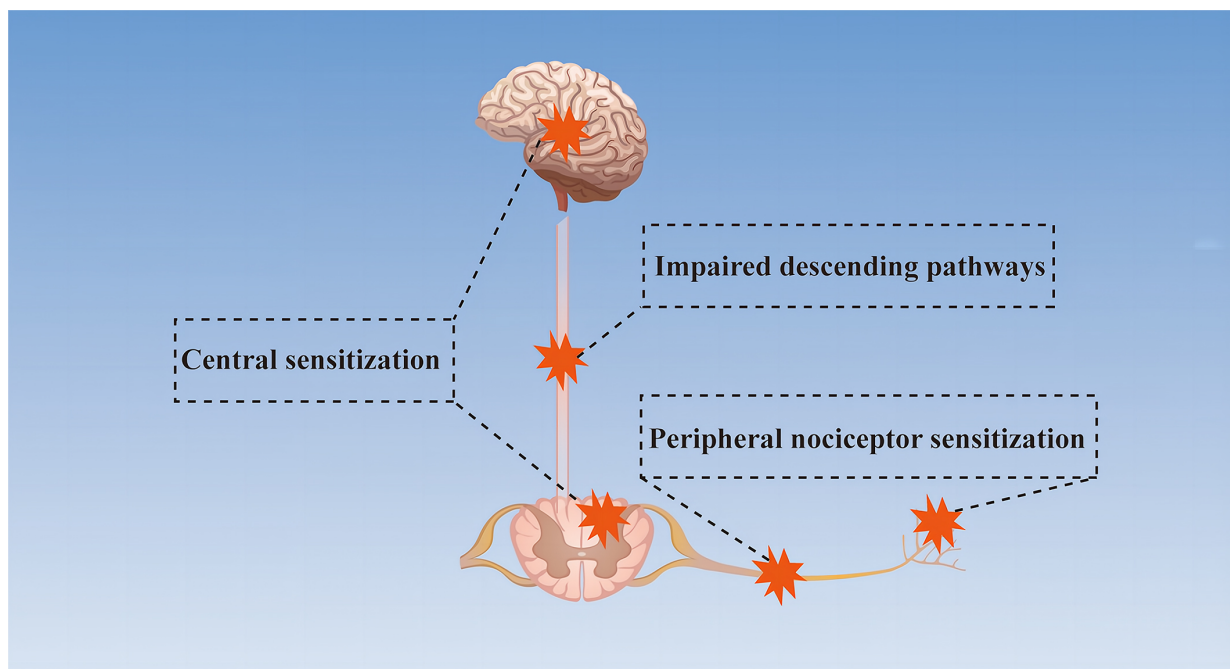 Impaired descending pathways
Central sensitization
Peripheral nociceptor sensitization